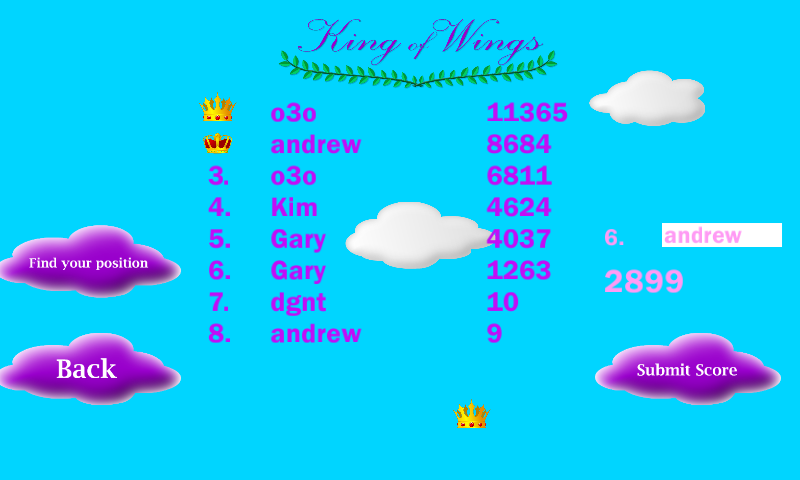 King of Wings
o3o 11365
andrew 8684
3. o3o 6811
4. Kim 4624
5. Gary 4037
6. Gary 1263
7. dgnt 10
8. andrew 9
Find your position
Back
6. andrew
2899
Submit Score